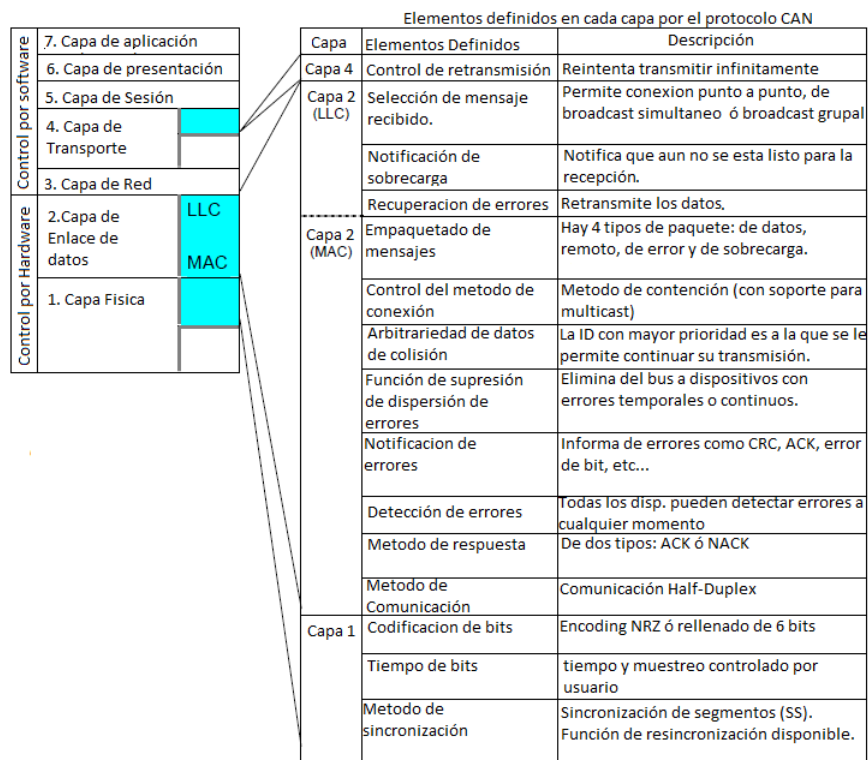 Elementos definidos en cada capa por el protocolo CAN
Control por software
7. Capa de aplicación
6. Capa de presentación
5. Capa de Sesión
4. Capa de
Transporte
3. Capa de Red
Control por Hardware
2.Capa de
Enlace de
datos
LLC
MAC
1. Capa Fisica
Capa
Elementos Definidos
Descripción
Capa 4
Control de retransmisión
Reintenta transmitir infinitamente
Capa 2
(LLC)
Selección de mensaje
recibido.
Permite conexion punto a punto, de
broadcast simultaneo ó broadcast grupal
Notificación de
sobrecarga
Notifica que aun no se esta listo para la
recepción.
Recuperacion de errores
Retransmite los datos.
Capa 2
(MAC)
Empaquetado de
mensajes
Hay 4 tipos de paquete: de datos,
remoto, de error y de sobrecarga.
Control del metodo de
conexión
Metodo de contención (con soporte para
multicast)
Arbitrariedad de datos
de colisión
La ID con mayor prioridad es a la que se le
permite continuar su transmisión.
Función de supresión
de dispersión de
errores
Elimina del bus a dispositivos con
errores temporales o continuos.
Notificacion de
errores
Informa de errores como CRC, ACK, error
de bit, etc...
Detección de errores
Todas los disp. pueden detectar errores a
cualquier momento
Metodo de respuesta
De dos tipos: ACK ó NACK
Metodo de
Comunicación
Comunicación Half-Duplex
Capa 1
Codificacion de bits
Encoding NRZ ó rellenado de 6 bits
Tiempo de bits
tiempo y muestreo controlado por
usuario
Metodo de
sincronización
Sincronización de segmentos (SS).
Función de resincronización disponible.